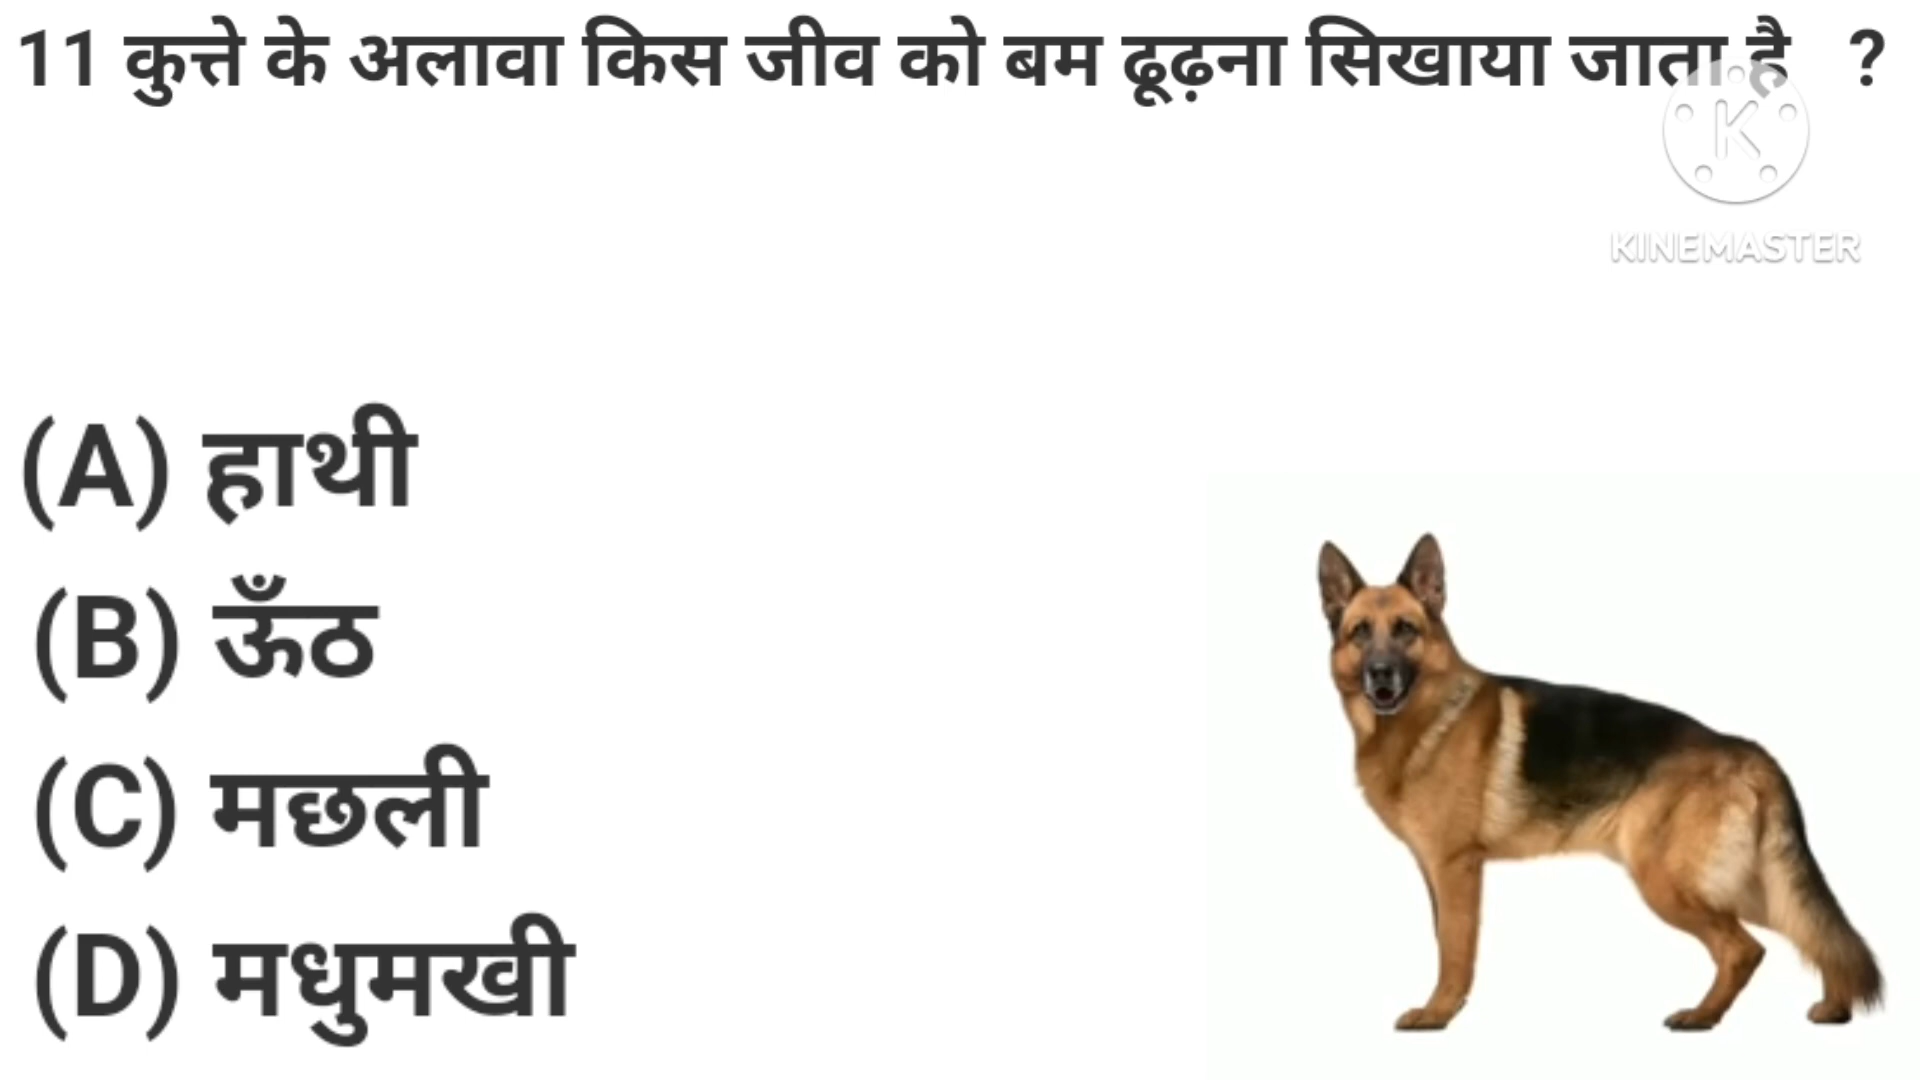 11 कुत्ते के अलावा किस जीव को बम ढूढ़ना सिखाया जाता है ?
KINEMASTER
(A) हाथी
(B) ऊँठ
(C) मछली
(D) मधुमखी